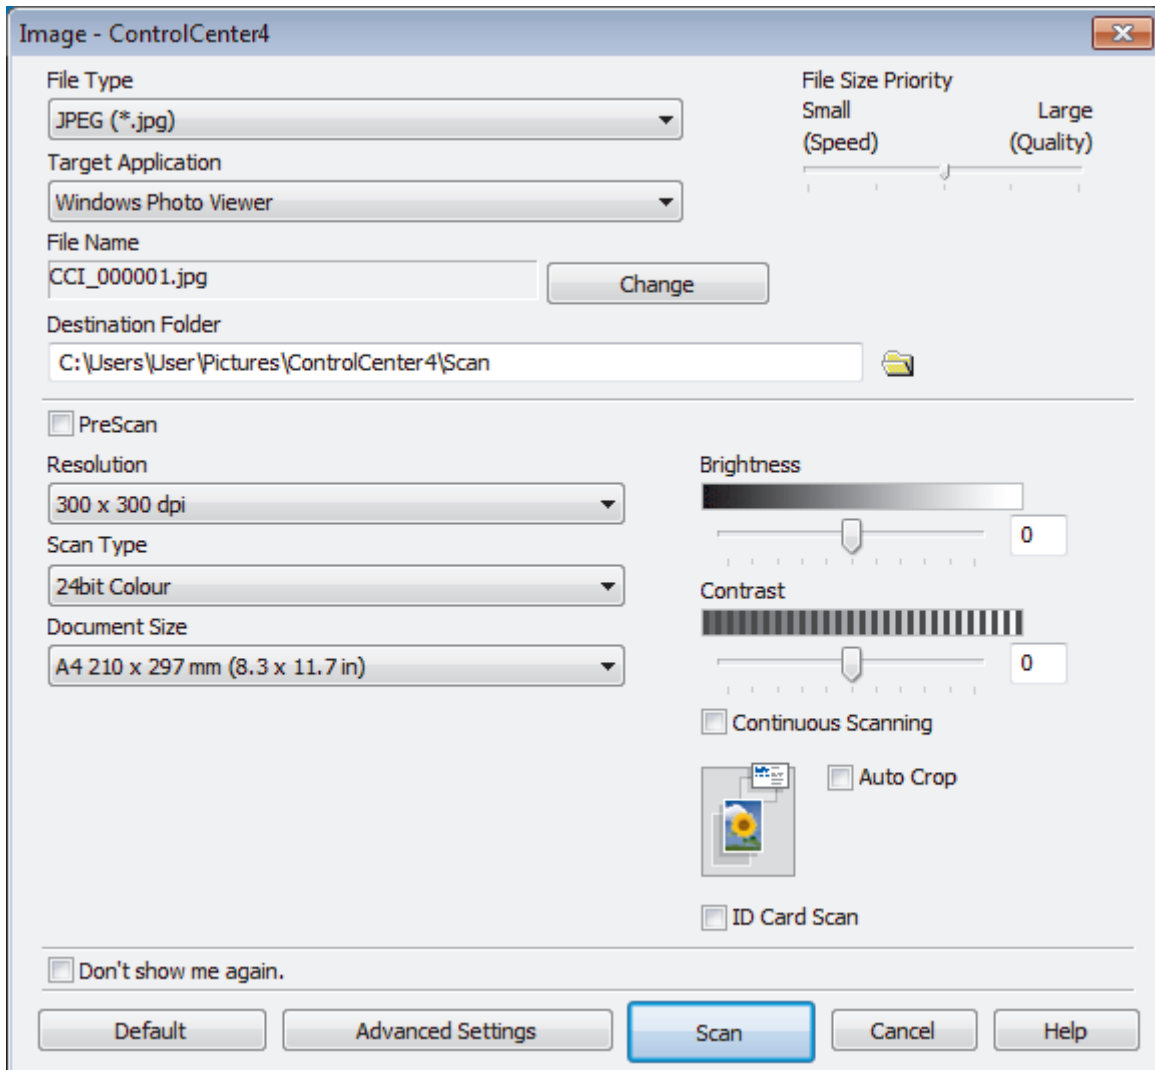 Image - ControlCenter4
File Type
JPEG (*.jpg)
Target Application
Windows Photo Viewer
File Name
CCI_000001.jpg
Change
Destination Folder
C:\Users\User\Pictures\ControlCenter4\Scan
File Size Priority
Small Large
(Speed) (Quality)
PreScan
Resolution
300 x 300 dpi
Scan Type
24bit Colour
Document Size
A4 210 x 297 mm (8.3 x 11.7 in)
Brightness
0
Contrast
0
Continuous Scanning
Auto Crop
ID Card Scan
Don't show me again.
Default Advanced Settings Scan Cancel Help